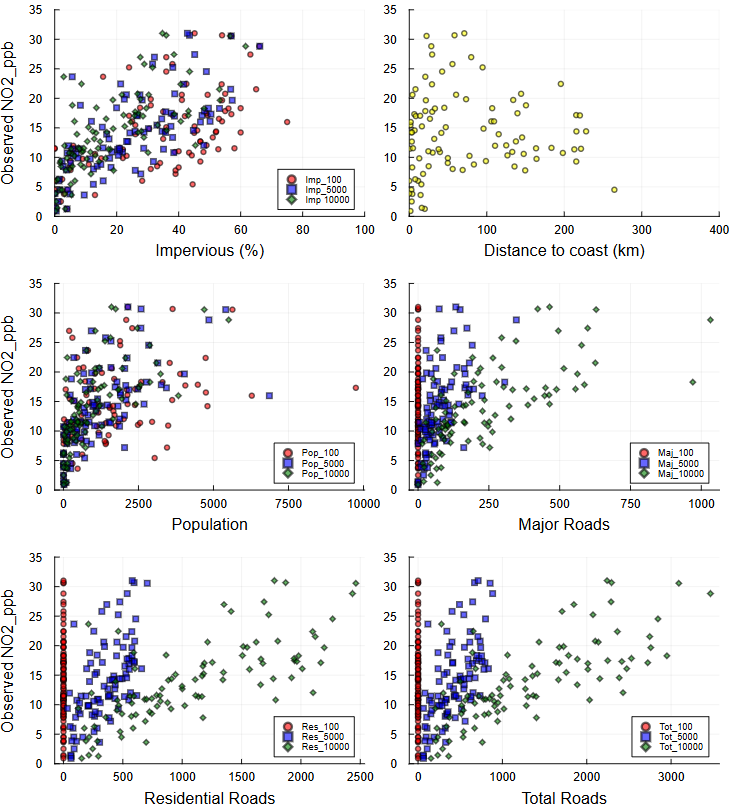 35
30
25
20
15
10
5
0
Observed NO2_ppb
0 20 40 60 80 100
Impervious (%)
Imp_100
Imp_5000
Imp 10000
35
30
25
20
15
10
5
0
0 100 200 300 400
Distance to coast (km)
35
30
25
20
15
10
5
0
Observed NO2_ppb
0 2500 5000 7500 10000
Population
Pop_100
Pop_5000
Pop_10000
35
30
25
20
15
10
5
0
0 250 500 750 1000
Major Roads
Maj_100
Maj_5000
Maj_10000
35
30
25
20
15
10
5
0
Observed NO2_ppb
0 500 1000 1500 2000 2500
Residential Roads
Res_100
Res_5000
Res_10000
35
30
25
20
15
10
5
0
0 1000 2000 3000
Total Roads
Tot_100
Tot_5000
Tot_10000